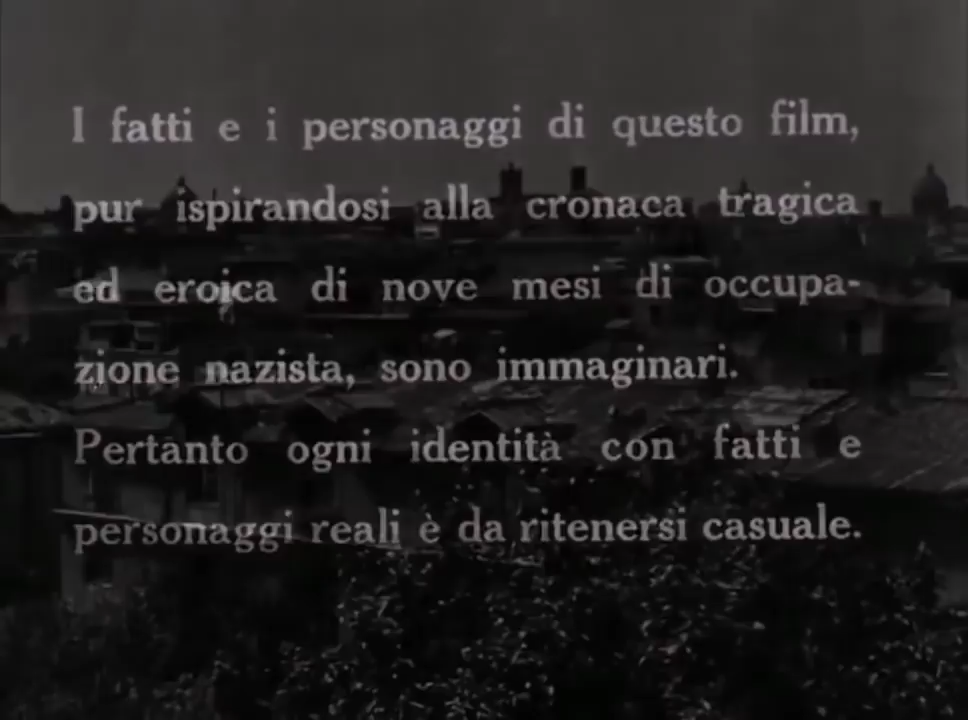 I fatti e i personaggi di questo film,
pur ispirandosi alla cronaca tragica
ed eroica di nove mesi di occupa-
zione nazista, sono immaginari.
Pertanto ogni identità con fatti e
personaggi reali è da ritenersi casuale.